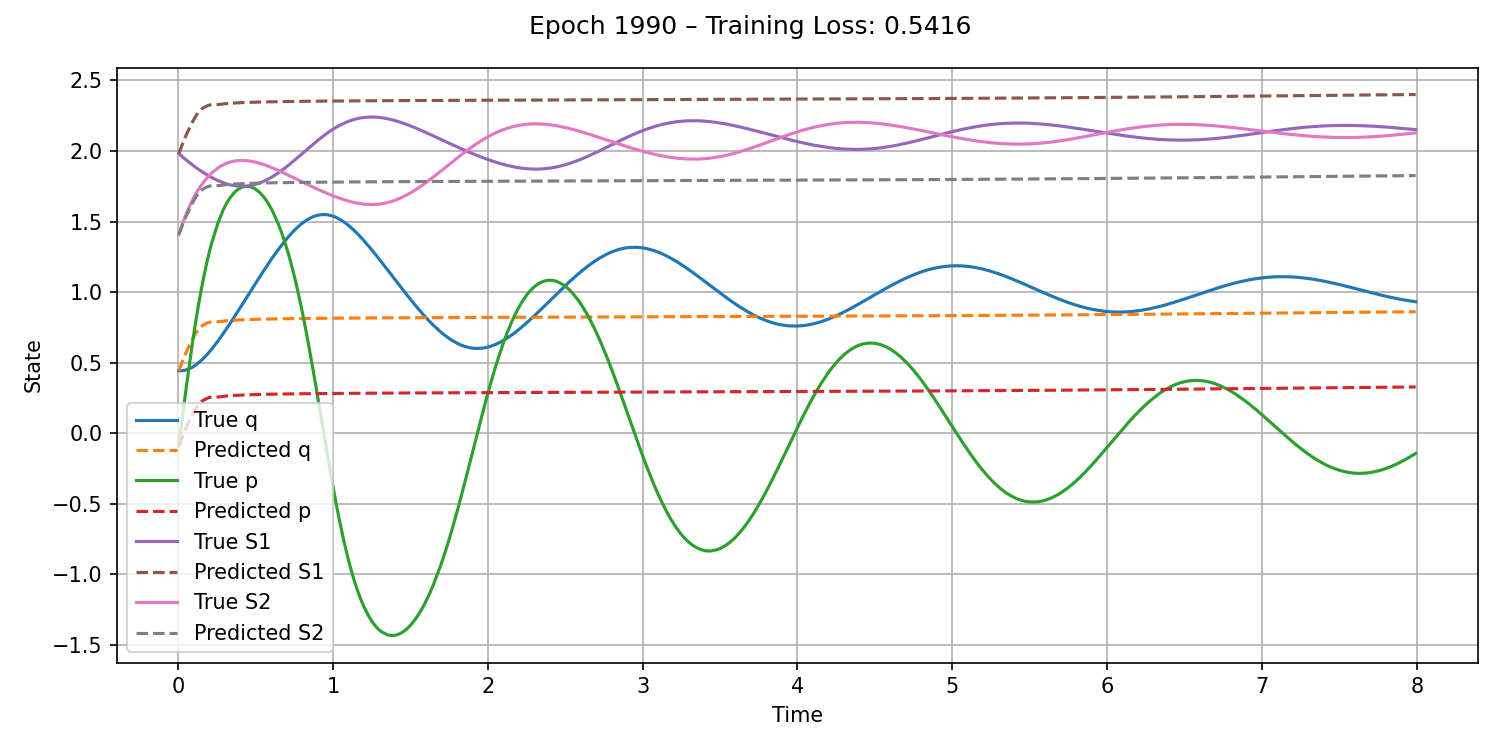 Epoch 1990 – Training Loss: 0.5416
2.5
2.0
1.5
1.0
0.5
0.0
−0.5
−1.0
−1.5
State
True q
Predicted q
True p
Predicted p
True S1
Predicted S1
True S2
Predicted S2
0 1 2 3 4 5 6 7 8
Time